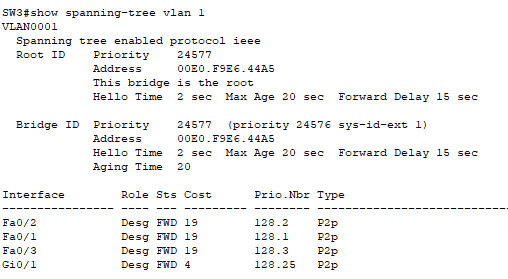 SW3#show spanning-tree vlan 1
VLAN0001
  Spanning tree enabled protocol ieee
  Root ID    Priority    24577
             Address     00E0.F9E6.44A5
             This bridge is the root
             Hello Time  2 sec  Max Age 20 sec  Forward Delay 15 sec

  Bridge ID  Priority    24577  (priority 24576 sys-id-ext 1)
             Address     00E0.F9E6.44A5
             Hello Time  2 sec  Max Age 20 sec  Forward Delay 15 sec
             Aging Time  20

Interface        Role Sts Cost      Prio.Nbr Type
---------------- ---- --- --------- -------- --------------------------------
Fa0/2            Desg FWD 19        128.2    P2p
Fa0/1            Desg FWD 19        128.1    P2p
Fa0/3            Desg FWD 19        128.3    P2p
Gi0/1            Desg FWD 4         128.25   P2p